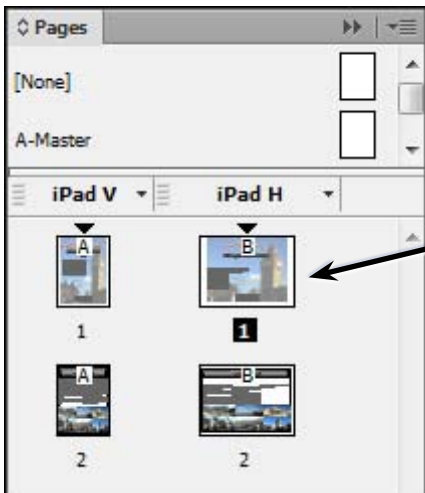 Pages
[None]
A-Master
iPad V iPad H
A B
1 1
A B
2 2